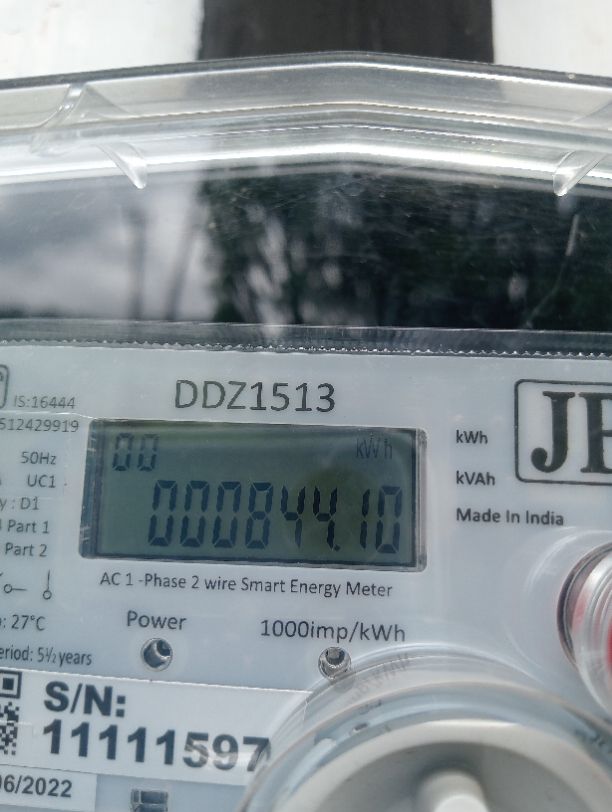 IS:16444
512429919
DDZ1513
50Hz
UC1
y : D1
Part 1
Part 2
: 27°C
eriod: 5½ years
00 kWh
000844.10
kWh
kVAh
Made In India
AC 1 -Phase 2 wire Smart Energy Meter
Power
1000imp/kWh
S/N:
11111597
06/2022